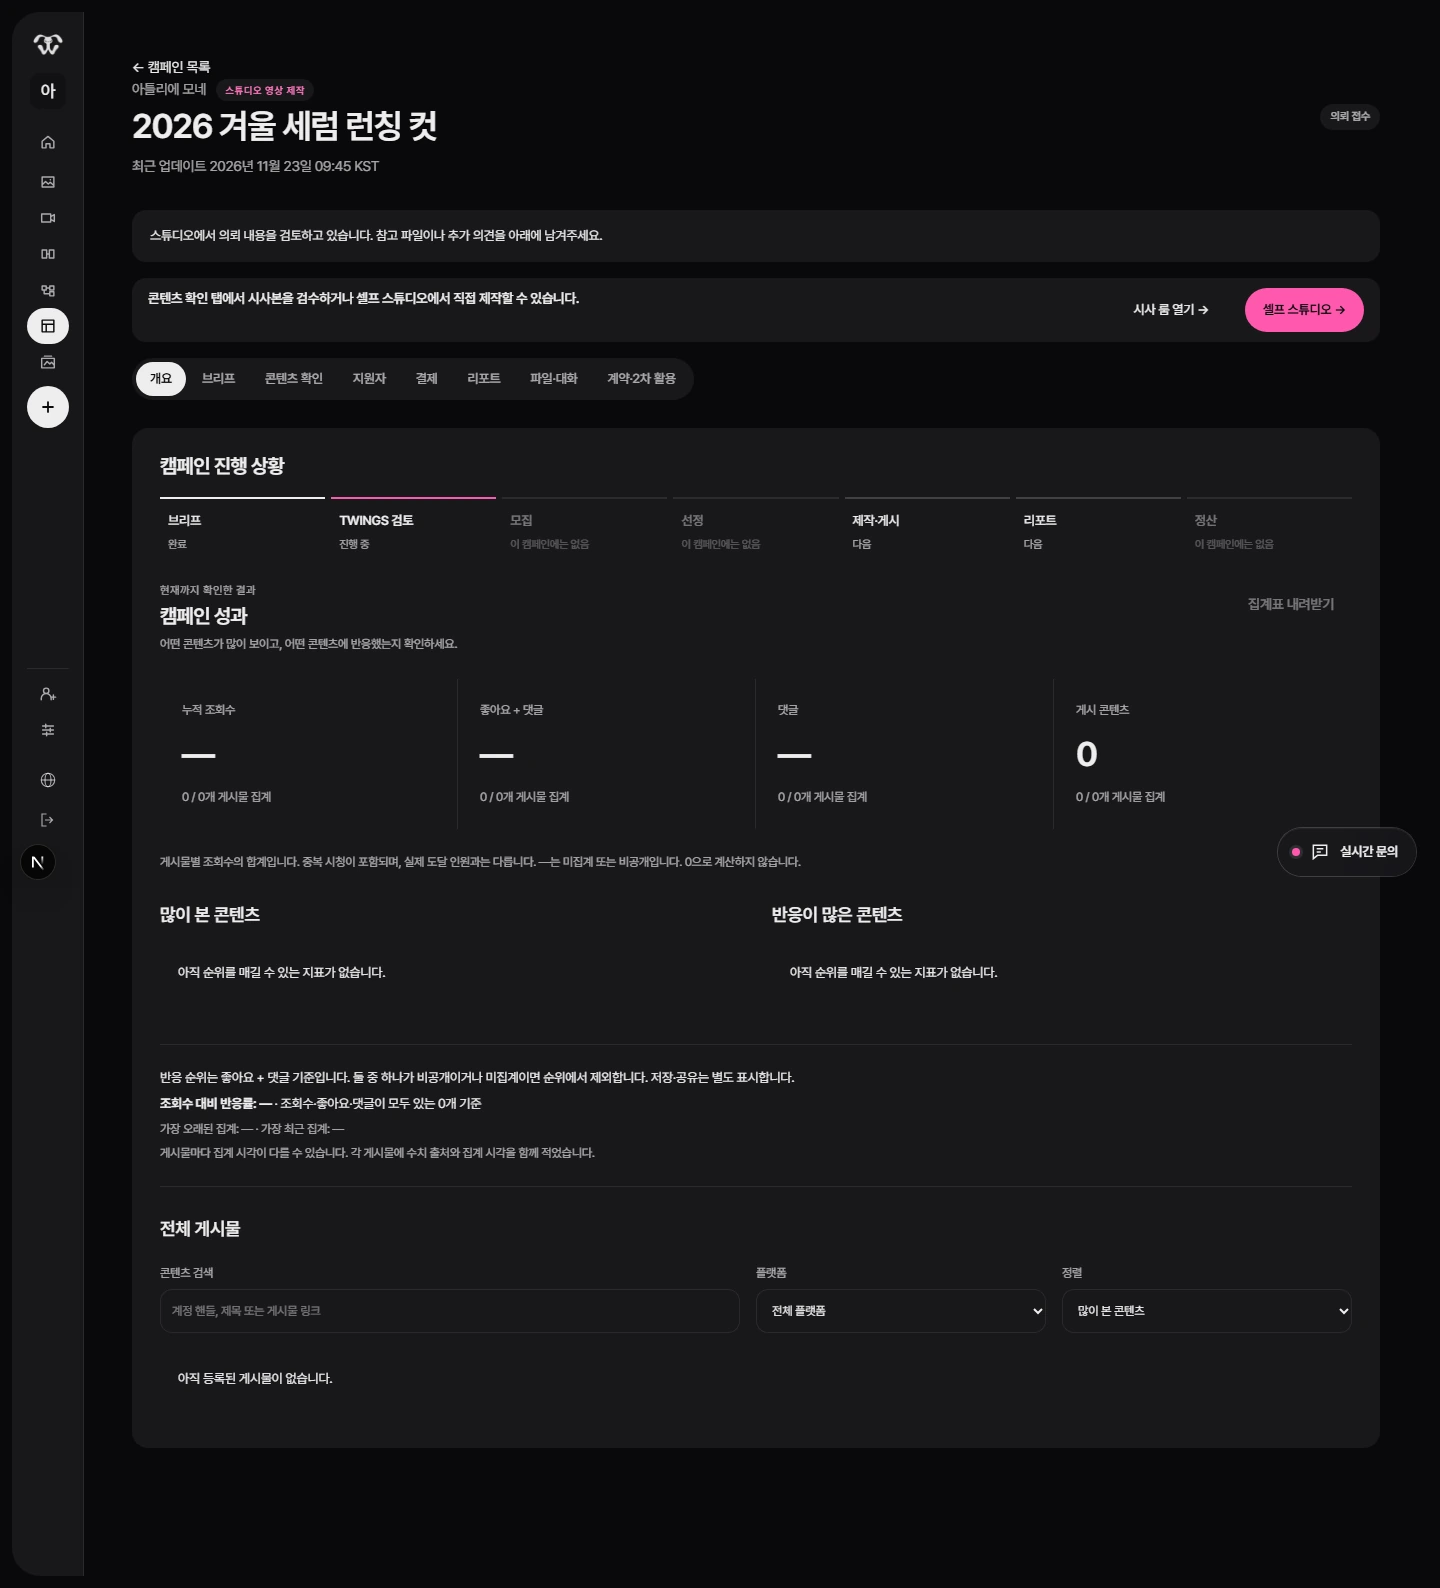 아
← 캠페인 목록
아틀리에 모네 스튜디오 영상 제작
2026 겨울 세럼 런칭 컷
의뢰 접수
최근 업데이트 2026년 11월 23일 09:45 KST
스튜디오에서 의뢰 내용을 검토하고 있습니다. 참고 파일이나 추가 의견을 아래에 남겨주세요.
콘텐츠 확인 탭에서 시사본을 검수하거나 셀프 스튜디오에서 직접 제작할 수 있습니다.
시사 룸 열기 → 셀프 스튜디오 →
개요 브리프 콘텐츠 확인 지원자 결제 리포트 파일·대화 계약·2차 활용
캠페인 진행 상황
브리프 TWINGS 검토 모집 선정 제작·게시 리포트 정산
완료 진행 중 이 캠페인에는 없음 이 캠페인에는 없음 다음 다음 이 캠페인에는 없음
현재까지 확인한 결과
캠페인 성과
집계표 내려받기
어떤 콘텐츠가 많이 보이고, 어떤 콘텐츠에 반응했는지 확인하세요.
누적 조회수 좋아요 + 댓글 댓글 게시 콘텐츠
— — — 0
0 / 0개 게시물 집계 0 / 0개 게시물 집계 0 / 0개 게시물 집계 0 / 0개 게시물 집계
실시간 문의
N
게시물별 조회수의 합계입니다. 중복 시청이 포함되며, 실제 도달 인원과는 다릅니다. —는 미집계 또는 비공개입니다. 0으로 계산하지 않습니다.
많이 본 콘텐츠 반응이 많은 콘텐츠
아직 순위를 매길 수 있는 지표가 없습니다. 아직 순위를 매길 수 있는 지표가 없습니다.
반응 순위는 좋아요 + 댓글 기준입니다. 둘 중 하나가 비공개이거나 미집계이면 순위에서 제외합니다. 저장·공유는 별도 표시합니다.
조회수 대비 반응률: — · 조회수·좋아요·댓글이 모두 있는 0개 기준
가장 오래된 집계: — · 가장 최근 집계: —
게시물마다 집계 시각이 다를 수 있습니다. 각 게시물에 수치 출처와 집계 시각을 함께 적었습니다.
전체 게시물
콘텐츠 검색 플랫폼 정렬
계정 핸들, 제목 또는 게시물 링크 전체 플랫폼 많이 본 콘텐츠
아직 등록된 게시물이 없습니다.